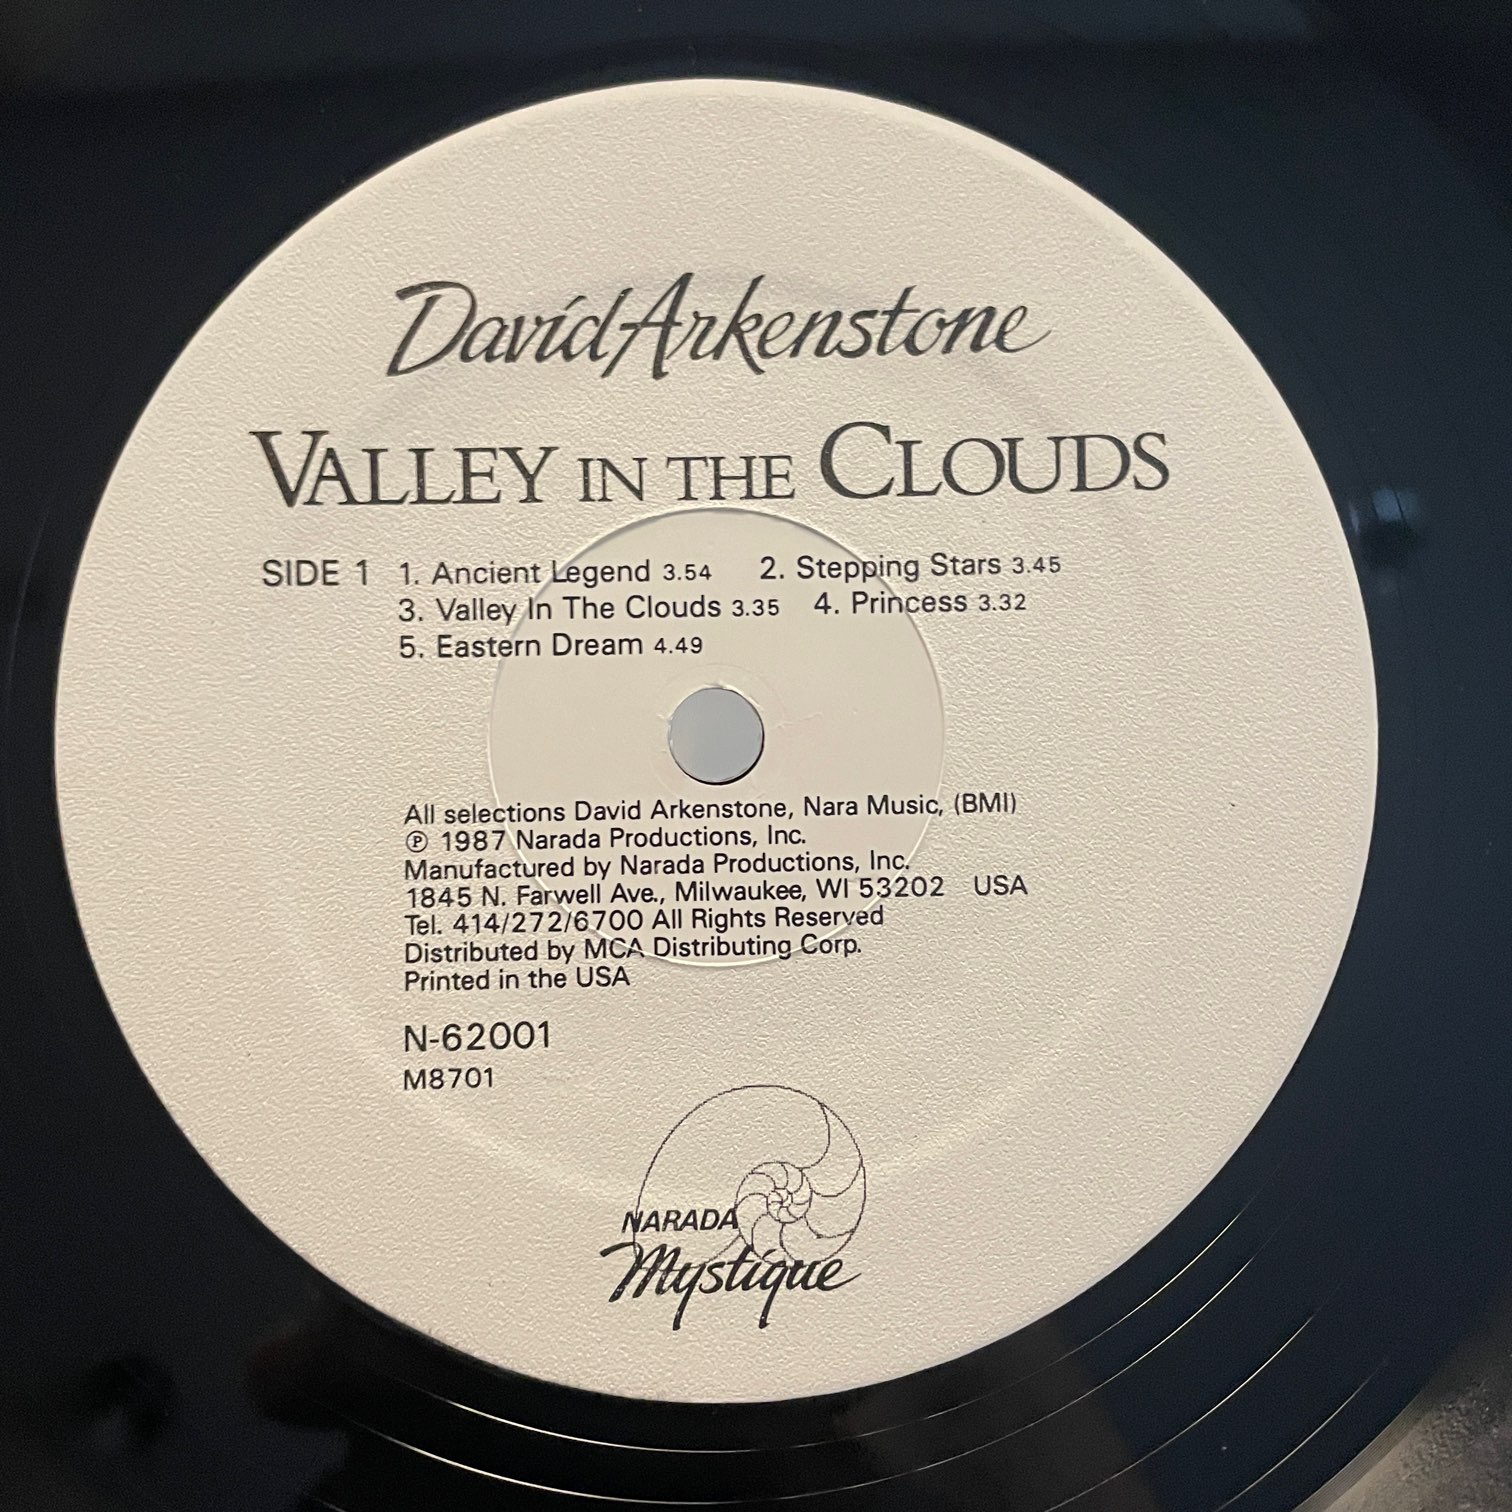 David Arkenstone
VALLEY IN THE CLOUDS
SIDE 1 1. Ancient Legend 3.54 2. Stepping Stars 3.45
3. Valley In The Clouds 3.35 4. Princess 3.32
5. Eastern Dream 4.49
All selections David Arkenstone, Nara Music, (BMI)
℗ 1987 Narada Productions, Inc.
Manufactured by Narada Productions, Inc.
1845 N. Farwell Ave., Milwaukee, WI 53202 USA
Tel. 414/272/6700 All Rights Reserved
Distributed by MCA Distributing Corp.
Printed in the USA
N-62001
M8701
NARADA
Mystique